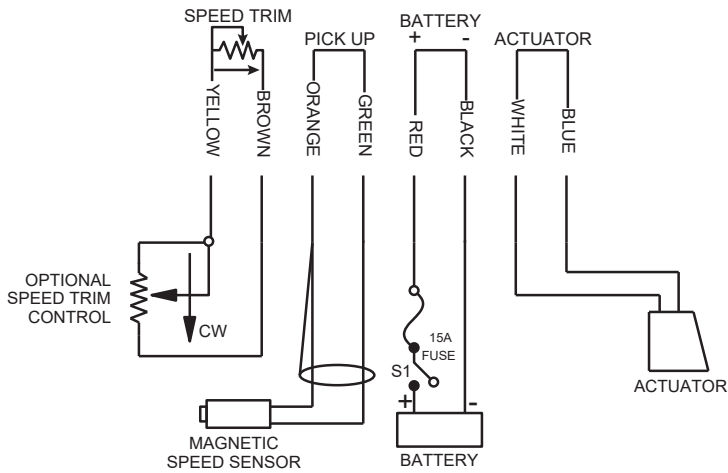 SPEED TRIM
PICK UP
BATTERY
+ -
ACTUATOR
YELLOW
BROWN
ORANGE
GREEN
RED
BLACK
WHITE
BLUE
OPTIONAL
SPEED TRIM
CONTROL
CW
15A
FUSE
S1
+ -
BATTERY
MAGNETIC
SPEED SENSOR
ACTUATOR